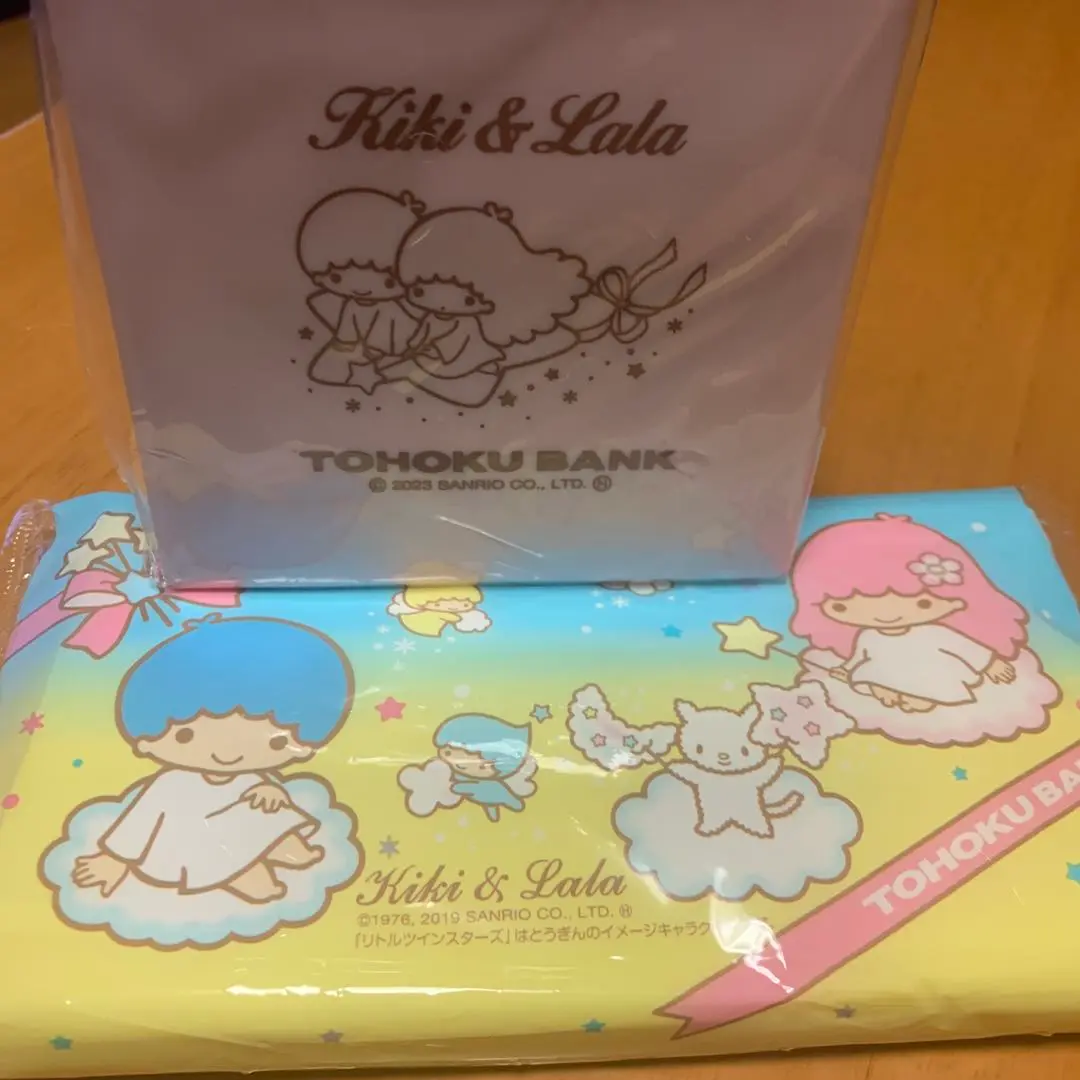 Kiki & Lala
TOHOKU BANK
© 2023 SANRIO CO., LTD. Ⓗ
Kiki & Lala
©1976, 2019 SANRIO CO., LTD. Ⓗ
「リトルツインスターズ」はとうぎんのイメージキャラク
TOHOKU BA